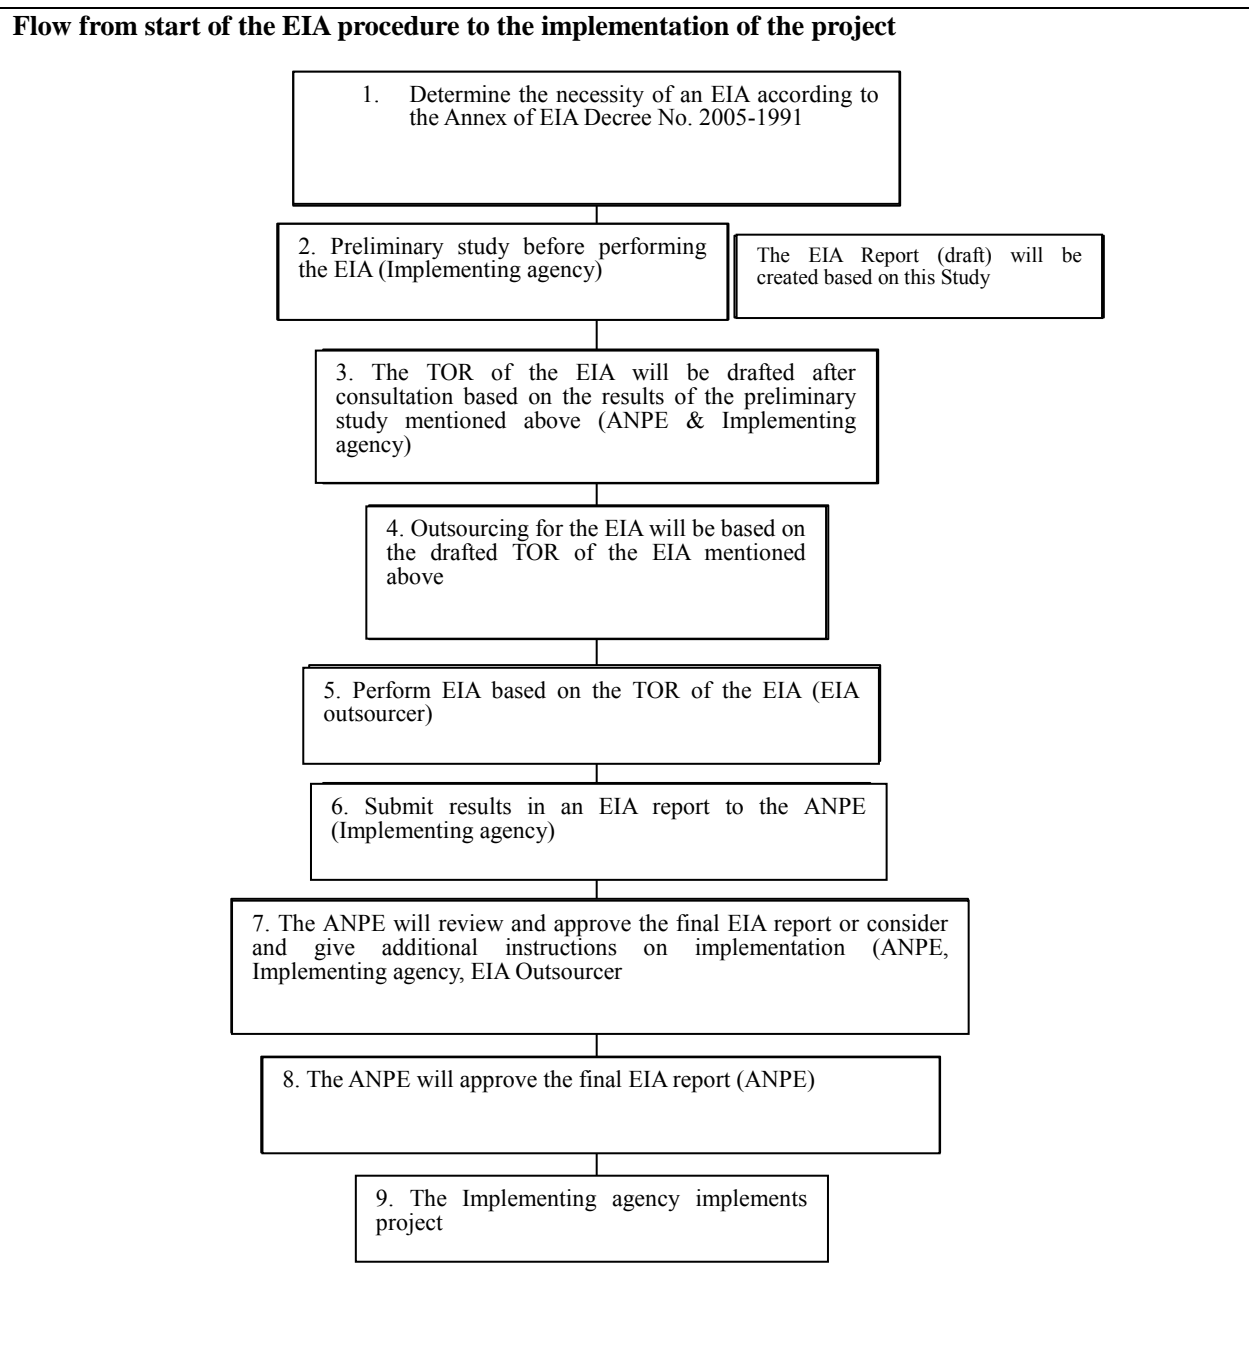 Flow from start of the EIA procedure to the implementation of the project
1. Determine the necessity of an EIA according to
the Annex of EIA Decree No. 2005-1991
2. Preliminary study before performing
the EIA (Implementing agency)
The EIA Report (draft) will be
created based on this Study
3. The TOR of the EIA will be drafted after
consultation based on the results of the preliminary
study mentioned above (ANPE & Implementing
agency)
4. Outsourcing for the EIA will be based on
the drafted TOR of the EIA mentioned
above
5. Perform EIA based on the TOR of the EIA (EIA
outsourcer)
6. Submit results in an EIA report to the ANPE
(Implementing agency)
7. The ANPE will review and approve the final EIA report or consider
and give additional instructions on implementation (ANPE,
Implementing agency, EIA Outsourcer
8. The ANPE will approve the final EIA report (ANPE)
9. The Implementing agency implements
project